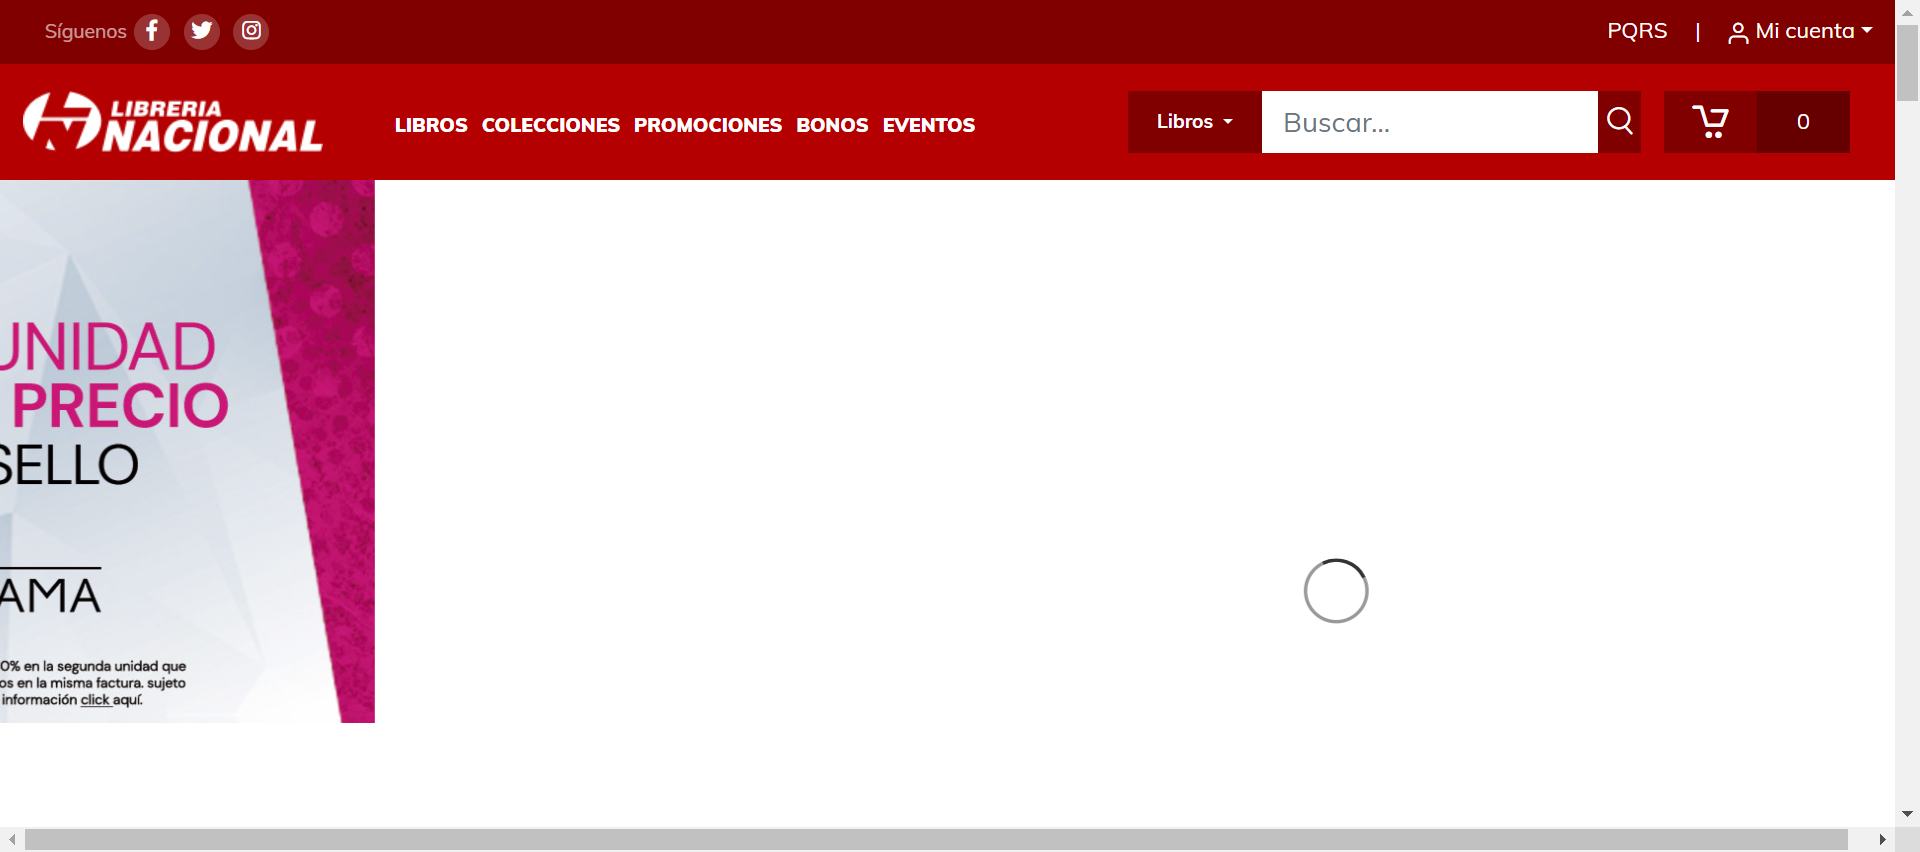 Síguenos
PQRS | Mi cuenta
LIBRERIA
NACIONAL
LIBROS COLECCIONES PROMOCIONES BONOS EVENTOS
Libros
Buscar...
0
UNIDAD
PRECIO
SELLO
AMA
0% en la segunda unidad que
os en la misma factura. sujeto
información click aquí.